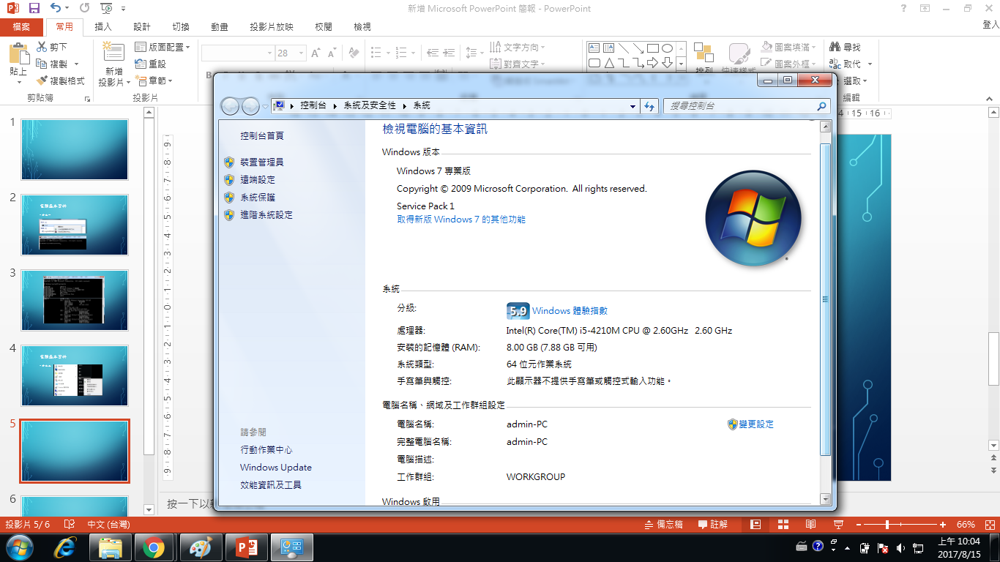 新增 Microsoft PowerPoint 簡報 - PowerPoint
檔案 常用 插入 設計 切換 動畫 投影片放映 校閱 檢視 登入
貼上 剪下 複製 複製格式 剪貼簿
新增 投影片 版面配置 重設 章節 投影片
28
文字方向
對齊文字
排列 快速樣式
圖案填滿
圖案外框
尋找
取代
選取
編輯
控制台 系統及安全性 系統
搜尋控制台
控制台首頁
裝置管理員
遠端設定
系統保護
進階系統設定
請參閱
行動作業中心
Windows Update
效能資訊及工具
檢視電腦的基本資訊
Windows 版本
Windows 7 專業版
Copyright © 2009 Microsoft Corporation. All rights reserved.
Service Pack 1
取得新版 Windows 7 的其他功能
系統
分級: 5.9 Windows 體驗指數
處理器: Intel(R) Core(TM) i5-4210M CPU @ 2.60GHz 2.60 GHz
安裝的記憶體 (RAM): 8.00 GB (7.88 GB 可用)
系統類型: 64 位元作業系統
手寫筆與觸控: 此顯示器不提供手寫筆或觸控式輸入功能。
電腦名稱、網域及工作群組設定
電腦名稱: admin-PC 變更設定
完整電腦名稱: admin-PC
電腦描述:
工作群組: WORKGROUP
Windows 啟用
1
2
電腦基本資訊
3
4
電腦基本資訊
5
6
14 15 16
按一下以新
投影片 5/ 6 中文 (台灣) 備忘稿 註解 66%
上午 10:04
2017/8/15